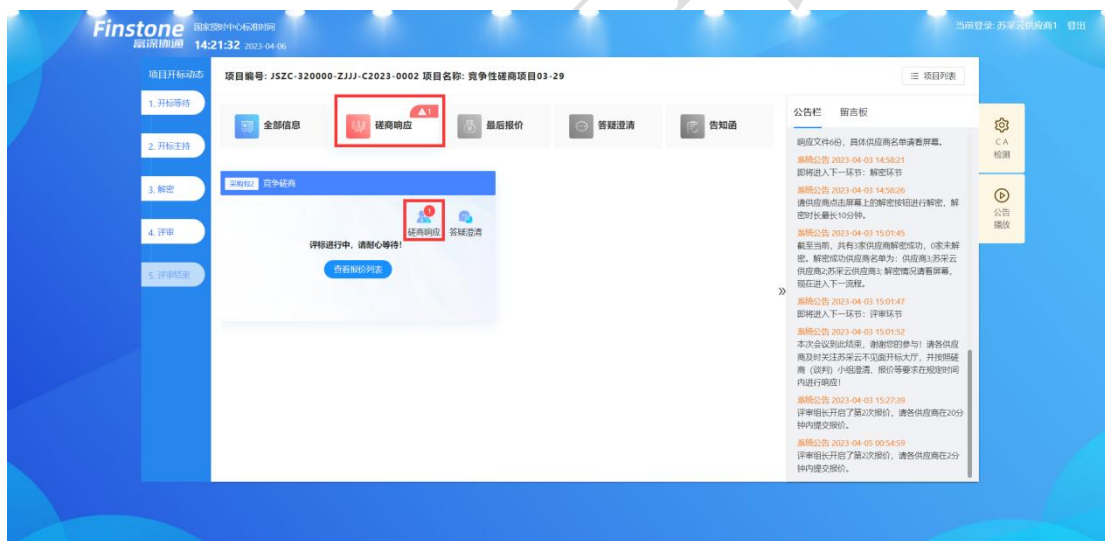 Finstone
富深协通
国家授时中心标准时间
14:21:32 2023-04-06
当前登录: 苏采云供应商1 登出
项目开标动态
项目编号: JSZC-320000-ZJJJ-C2023-0002 项目名称: 竞争性磋商项目03-29
项目列表
1. 开标等待
2. 开标主持
3. 解密
4. 评审
5. 评审结束
全部信息
磋商响应
1
最后报价
答疑澄清
告知函
采购包2 竞争磋商
1
磋商响应
答疑澄清
评标进行中，请耐心等待!
查看报价列表
»
公告栏 留言板
响应文件6份，具体供应商名单请看屏幕。
系统公告 2023-04-03 14:58:21
即将进入下一环节: 解密环节
系统公告 2023-04-03 14:58:26
请供应商点击屏幕上的解密按钮进行解密，解
密时长最长10分钟。
系统公告 2023-04-03 15:01:45
截至当前，共有3家供应商解密成功，0家未解
密。解密成功供应商名单为: 供应商3;苏采云
供应商2;苏采云供应商3; 解密情况请看屏幕，
现在进入下一流程。
系统公告 2023-04-03 15:01:47
即将进入下一环节: 评审环节
系统公告 2023-04-03 15:01:52
本次会议到此结束，谢谢您的参与! 请各供应
商及时关注苏采云不见面开标大厅，并按照磋
商（谈判）小组澄清、报价等要求在规定时间
内进行响应!
系统公告 2023-04-03 15:27:39
评审组长开启了第2次报价，请各供应商在20分
钟内提交报价。
系统公告 2023-04-05 00:54:59
评审组长开启了第2次报价，请各供应商在2分
钟内提交报价。
CA
检测
公告
播放